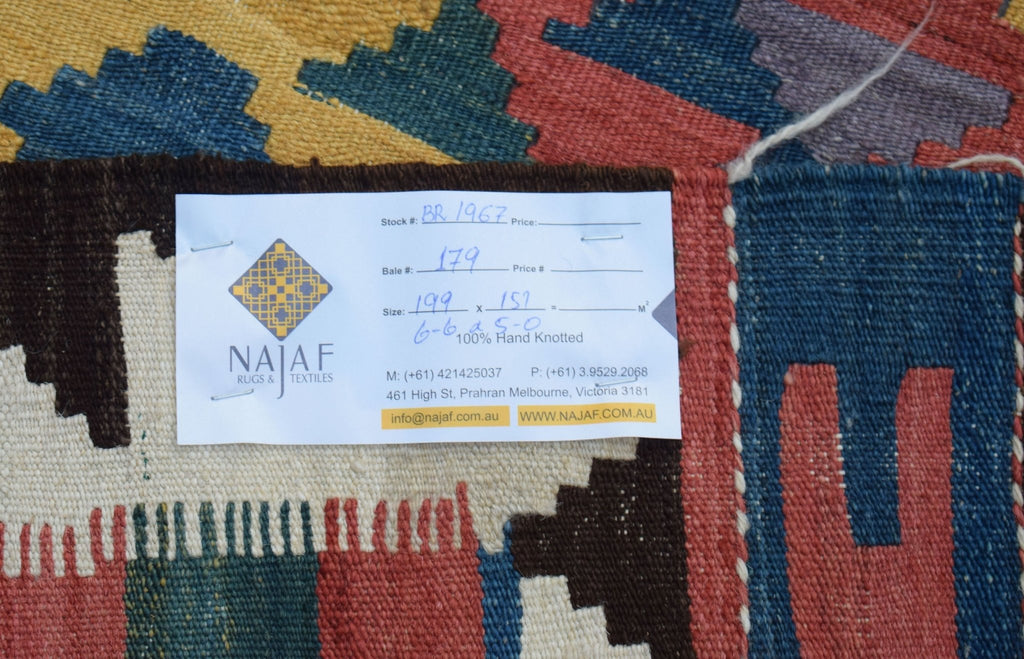 Stock #: BR 1967 Price:
Bale #: 179 Price #
Size: 199 X 151 = M²
6-6 x 5-0
100% Hand Knotted
NAJAF
RUGS & TEXTILES
M: (+61) 421425037 P: (+61) 3.9529.2068
461 High St, Prahran Melbourne, Victoria 3181
info@najaf.com.au WWW.NAJAF.COM.AU